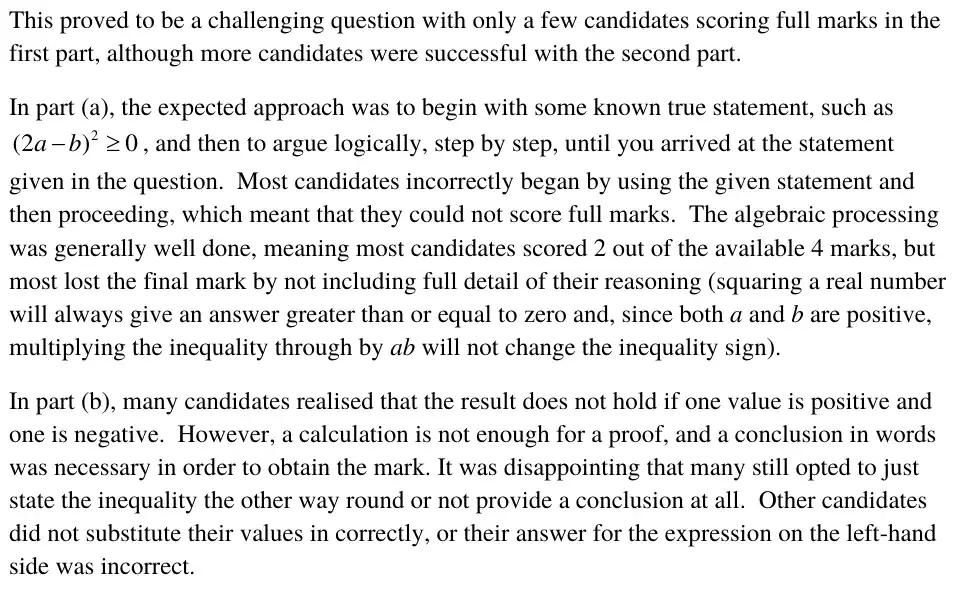 This proved to be a challenging question with only a few candidates scoring full marks in the
first part, although more candidates were successful with the second part.
In part (a), the expected approach was to begin with some known true statement, such as
(2a − b)² ≥ 0, and then to argue logically, step by step, until you arrived at the statement
given in the question. Most candidates incorrectly began by using the given statement and
then proceeding, which meant that they could not score full marks. The algebraic processing
was generally well done, meaning most candidates scored 2 out of the available 4 marks, but
most lost the final mark by not including full detail of their reasoning (squaring a real number
will always give an answer greater than or equal to zero and, since both a and b are positive,
multiplying the inequality through by ab will not change the inequality sign).
In part (b), many candidates realised that the result does not hold if one value is positive and
one is negative. However, a calculation is not enough for a proof, and a conclusion in words
was necessary in order to obtain the mark. It was disappointing that many still opted to just
state the inequality the other way round or not provide a conclusion at all. Other candidates
did not substitute their values in correctly, or their answer for the expression on the left-hand
side was incorrect.